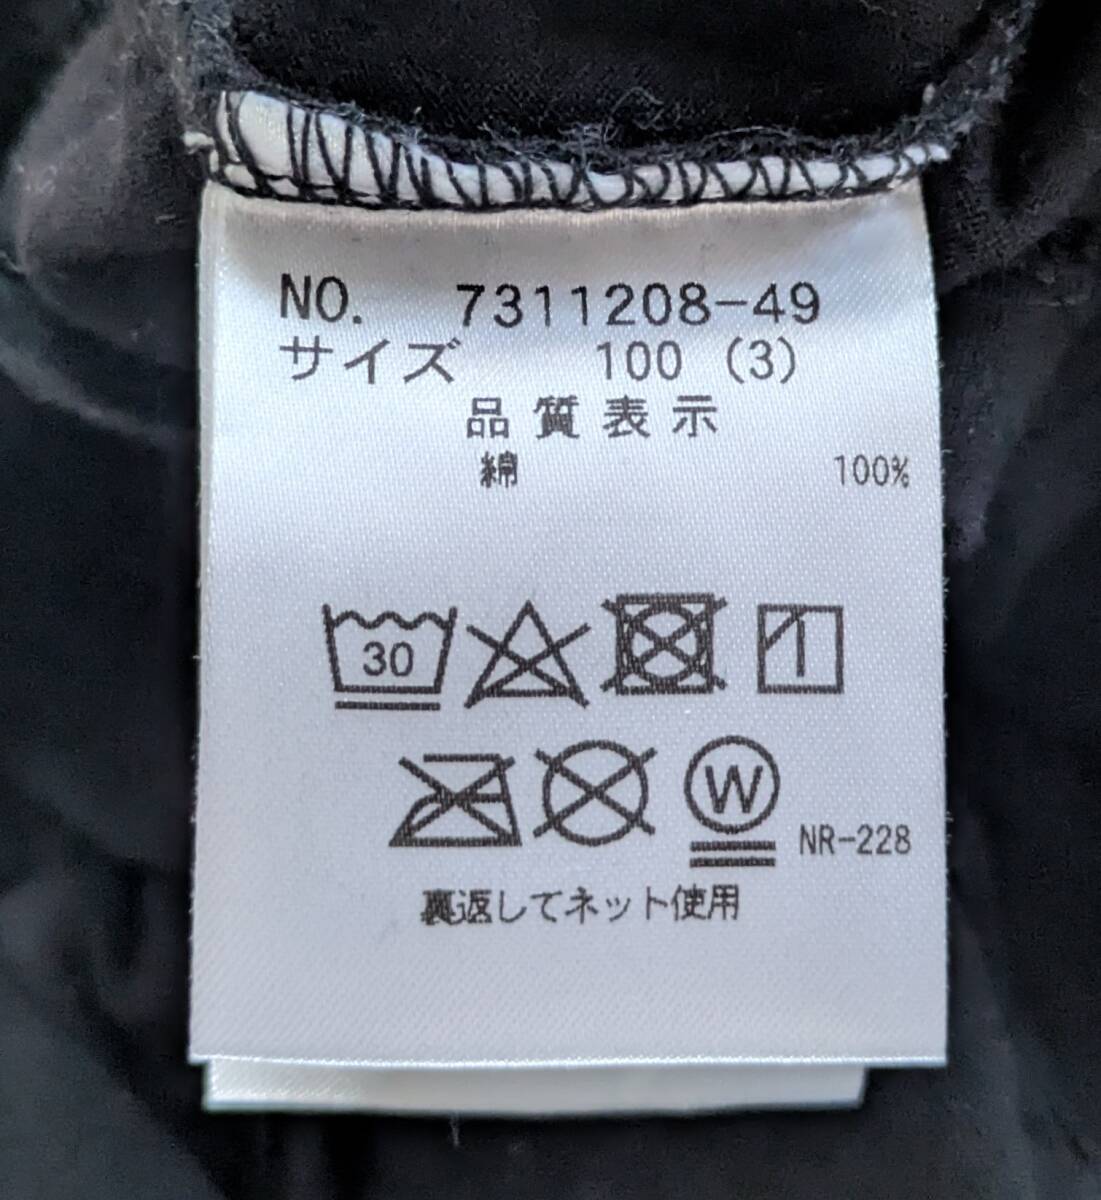 NO. 7311208-49
サイズ 100 (3)
品質表示
綿 100%
30
W NR-228
裏返してネット使用